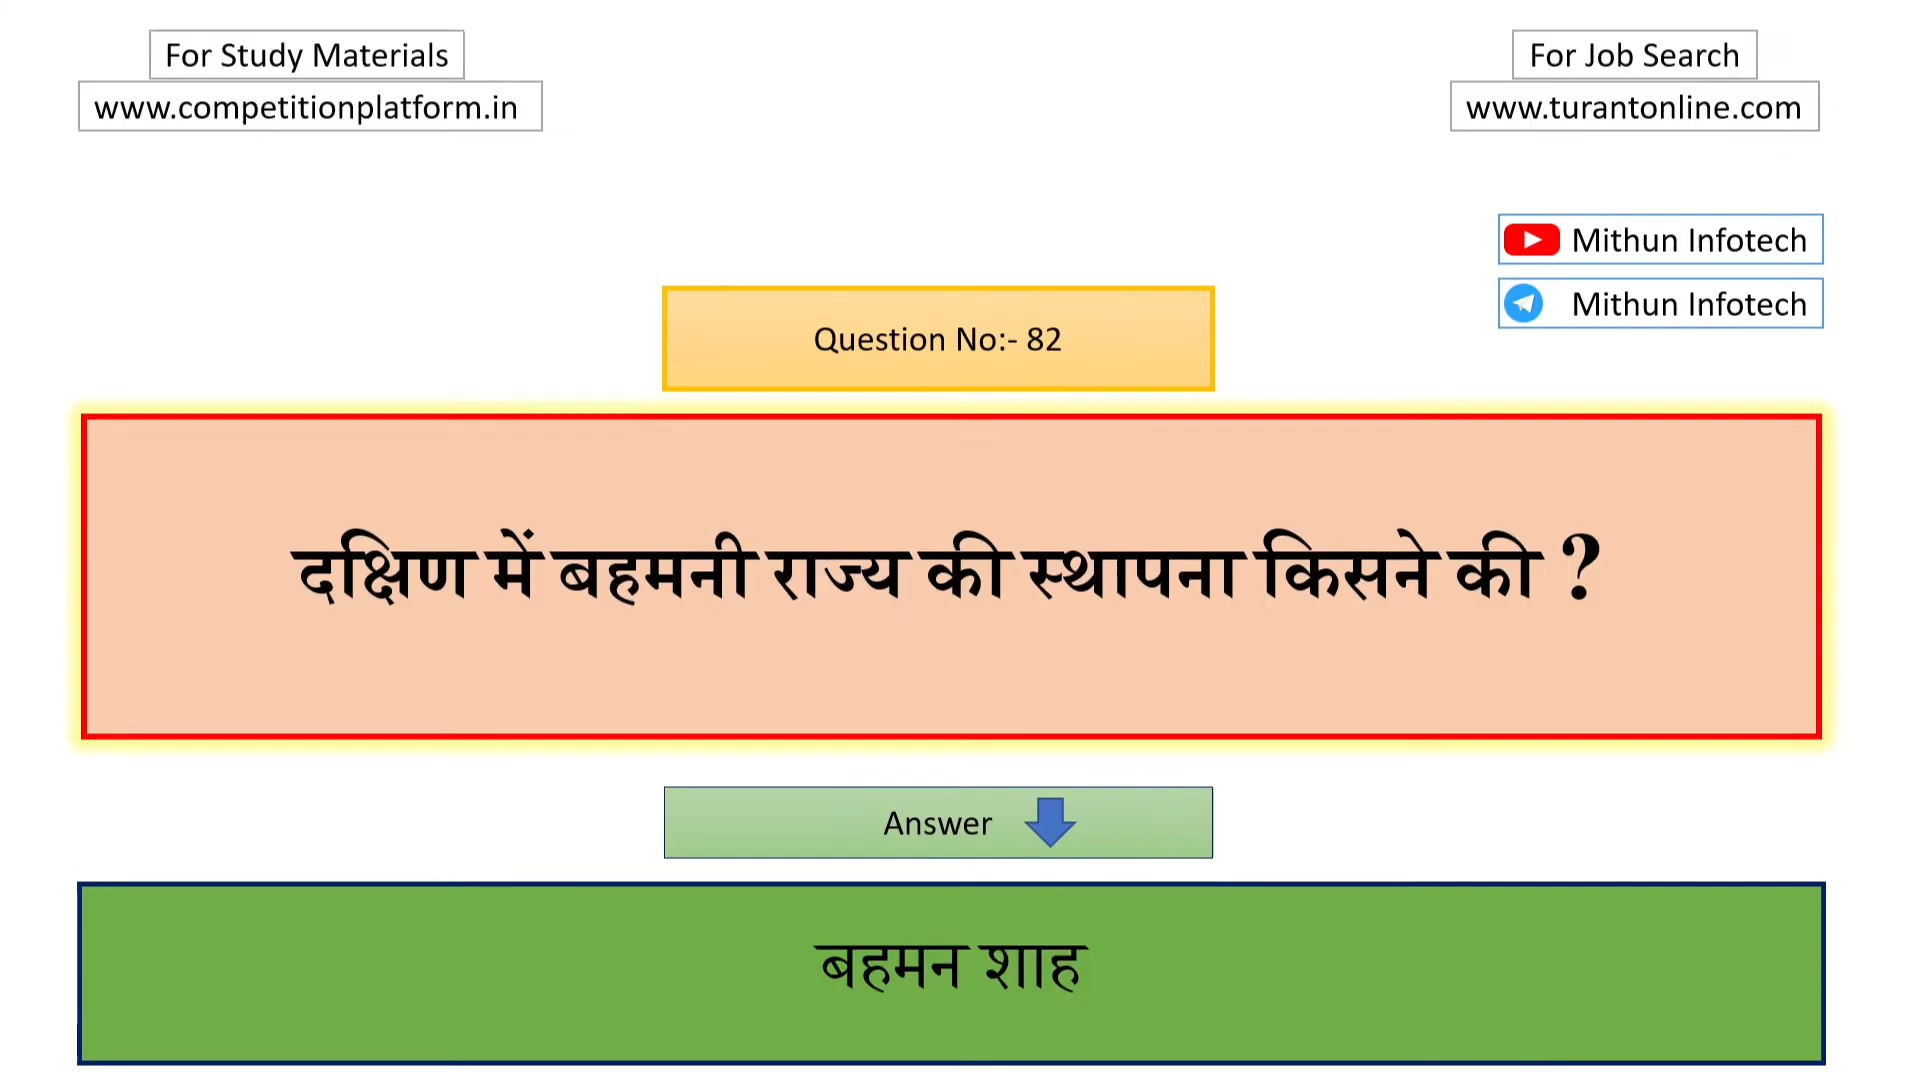 For Study Materials
www.competitionplatform.in
For Job Search
www.turantonline.com
Mithun Infotech
Mithun Infotech
Question No:- 82
दक्षिण में बहमनी राज्य की स्थापना किसने की ?
Answer
बहमन शाह